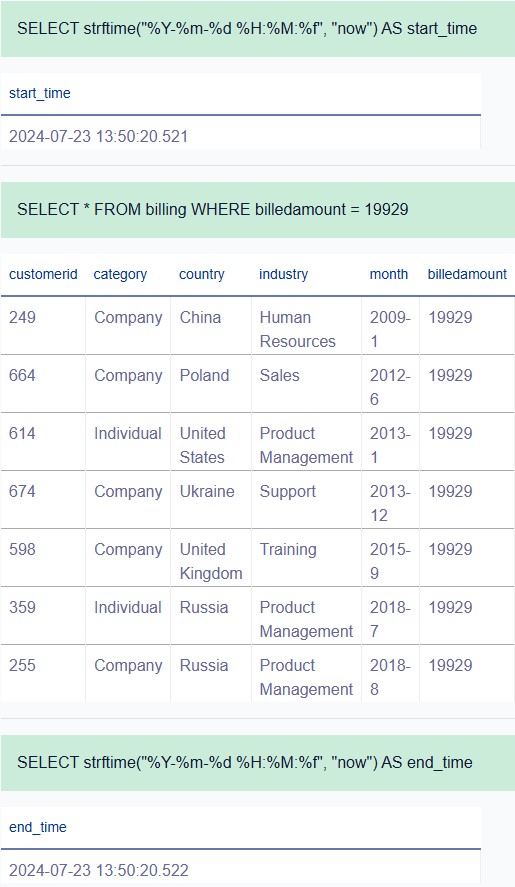 SELECT strftime("%Y-%m-%d %H:%M:%f", "now") AS start_time
start_time
2024-07-23 13:50:20.521
SELECT * FROM billing WHERE billedamount = 19929
customerid category country industry month billedamount
249 Company China Human 2009- 19929
Resources 1
664 Company Poland Sales 2012- 19929
6
614 Individual United Product 2013- 19929
States Management 1
674 Company Ukraine Support 2013- 19929
12
598 Company United Training 2015- 19929
Kingdom 9
359 Individual Russia Product 2018- 19929
Management 7
255 Company Russia Product 2018- 19929
Management 8
SELECT strftime("%Y-%m-%d %H:%M:%f", "now") AS end_time
end_time
2024-07-23 13:50:20.522